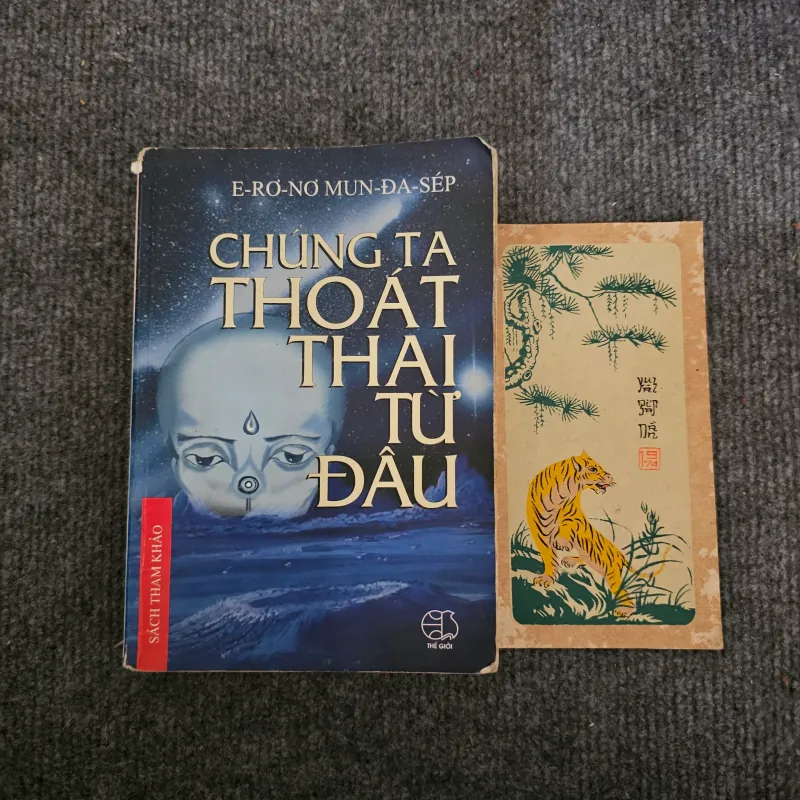 E-RƠ-NƠ MUN-ĐA-SÉP
CHÚNG TA
THOÁT
THAI
TỪ
ĐÂU
SÁCH THAM KHẢO
THẾ GIỚI